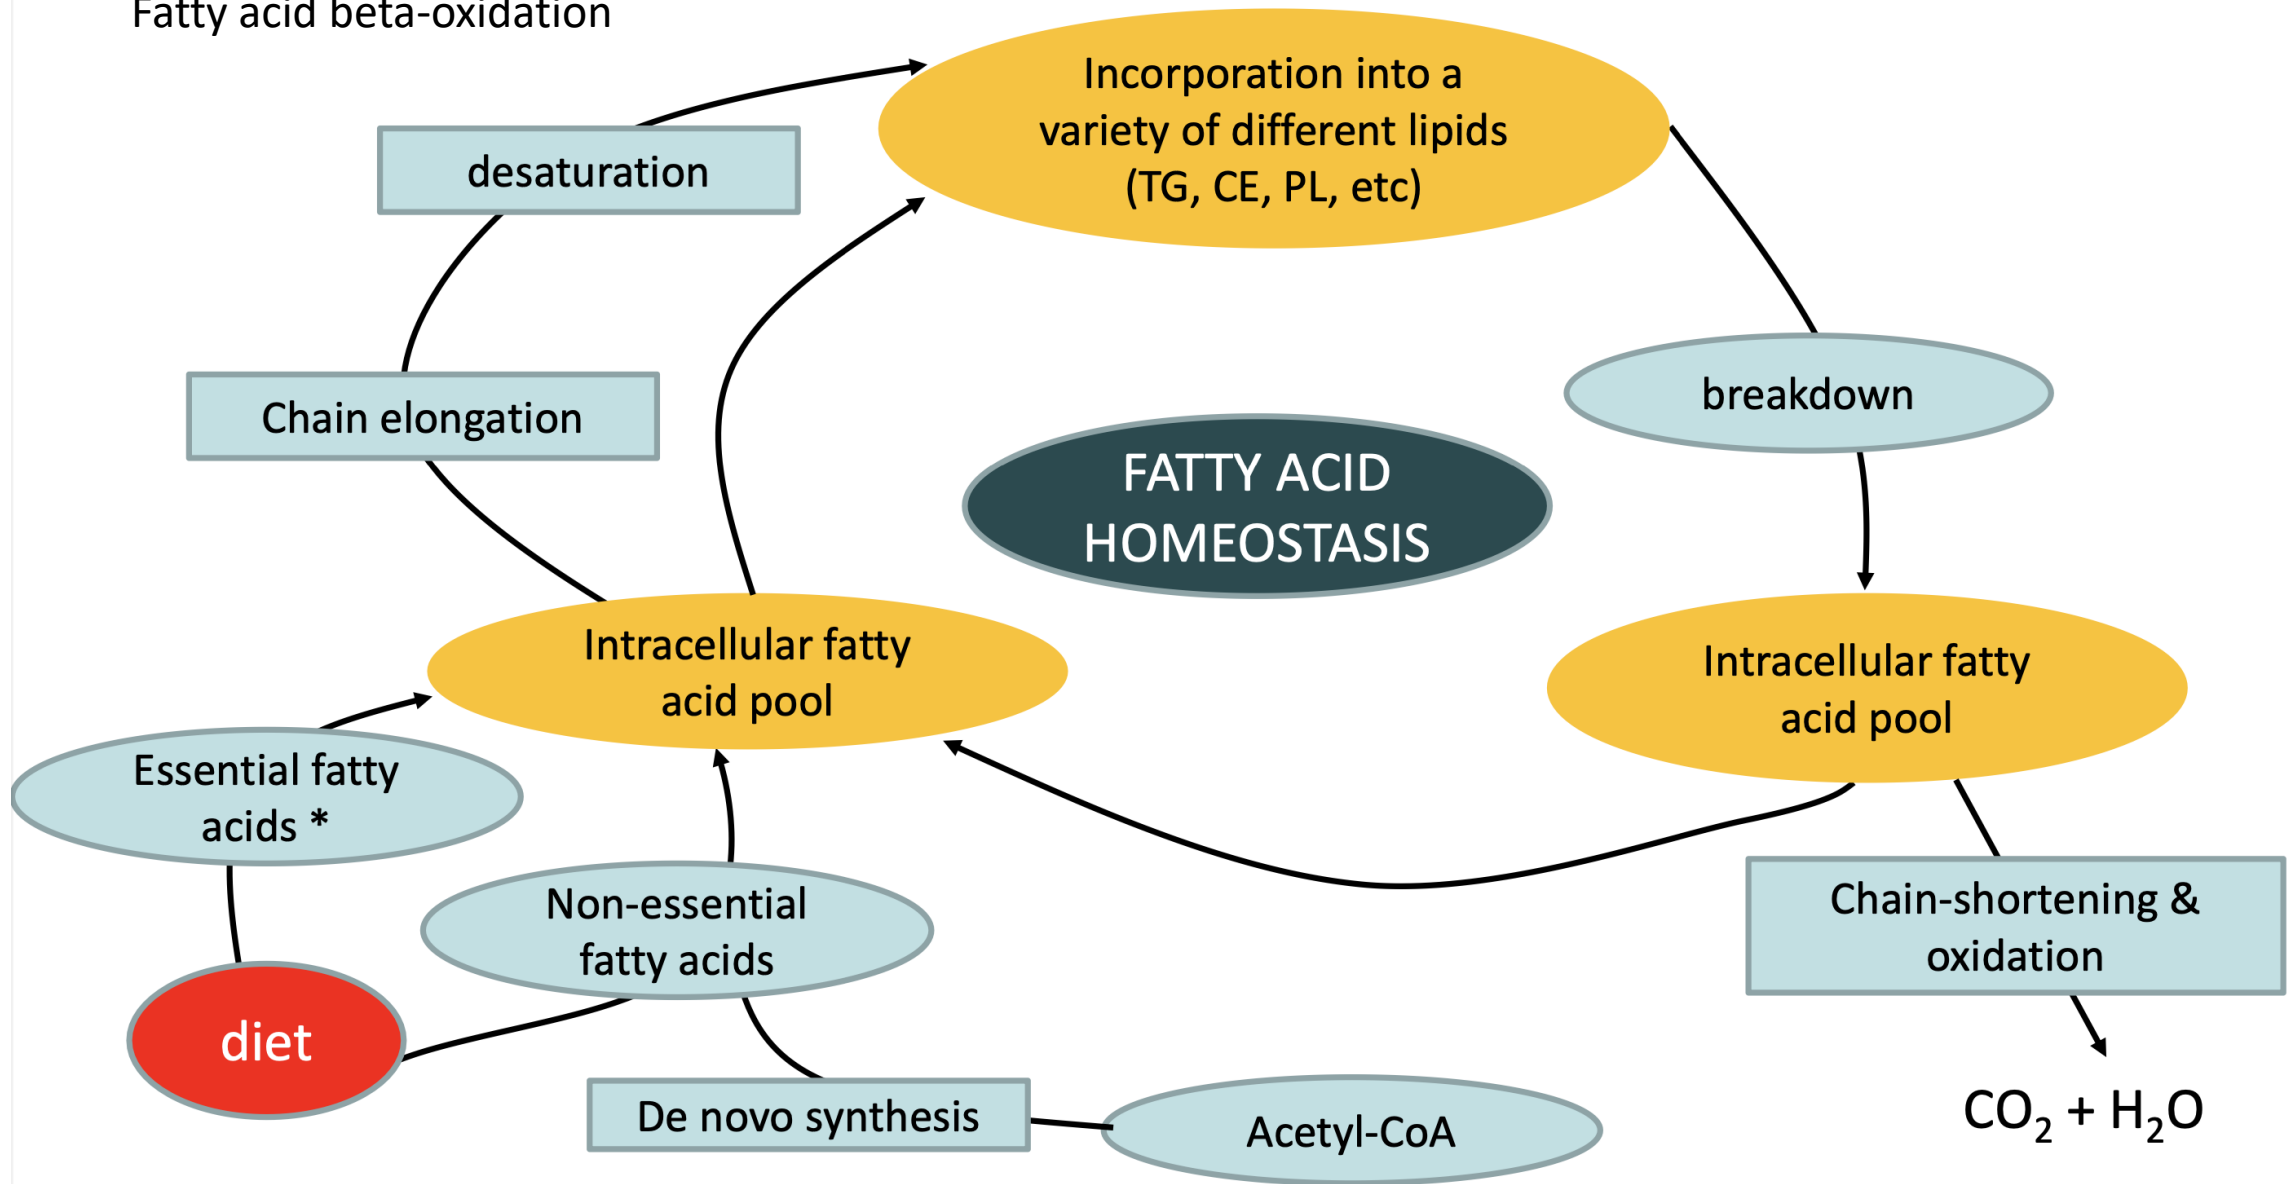 Fatty acid beta-oxidation
Incorporation into a
variety of different lipids
(TG, CE, PL, etc)
desaturation
Chain elongation
breakdown
FATTY ACID
HOMEOSTASIS
Intracellular fatty
acid pool
Intracellular fatty
acid pool
Essential fatty
acids *
Non-essential
fatty acids
Chain-shortening &
oxidation
diet
De novo synthesis
Acetyl-CoA
CO₂ + H₂O